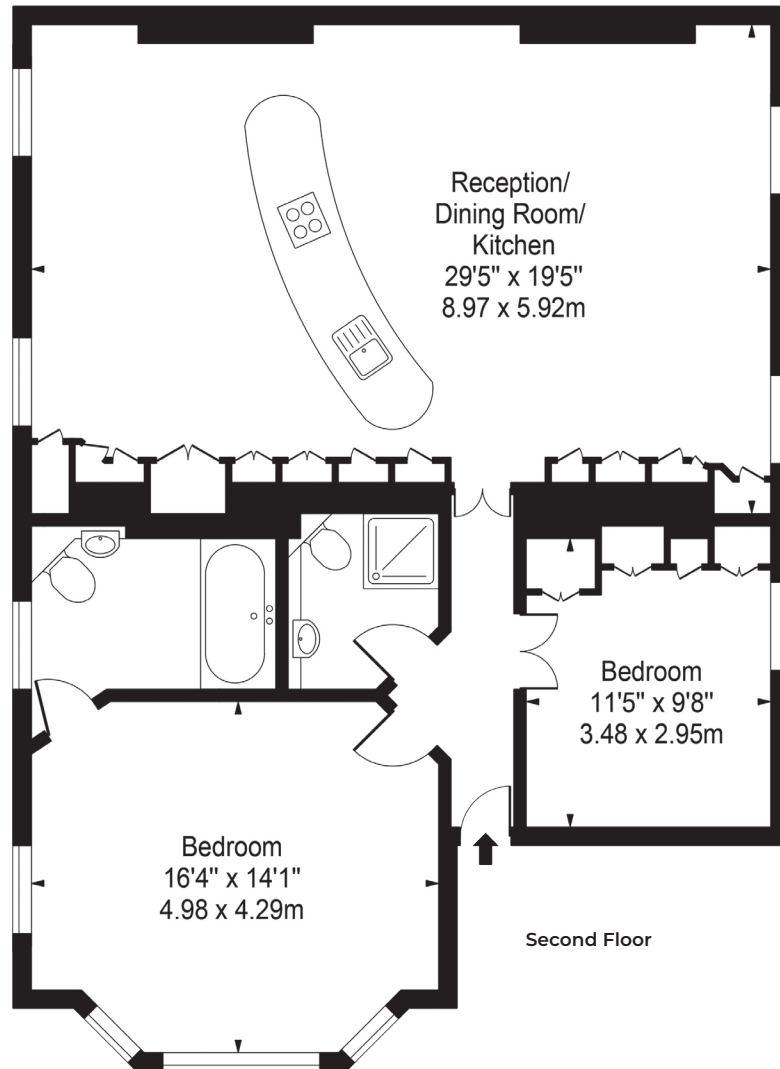 Reception/
Dining Room/
Kitchen
29'5" x 19'5"
8.97 x 5.92m
Bedroom
11'5" x 9'8"
3.48 x 2.95m
Bedroom
16'4" x 14'1"
4.98 x 4.29m
Second Floor